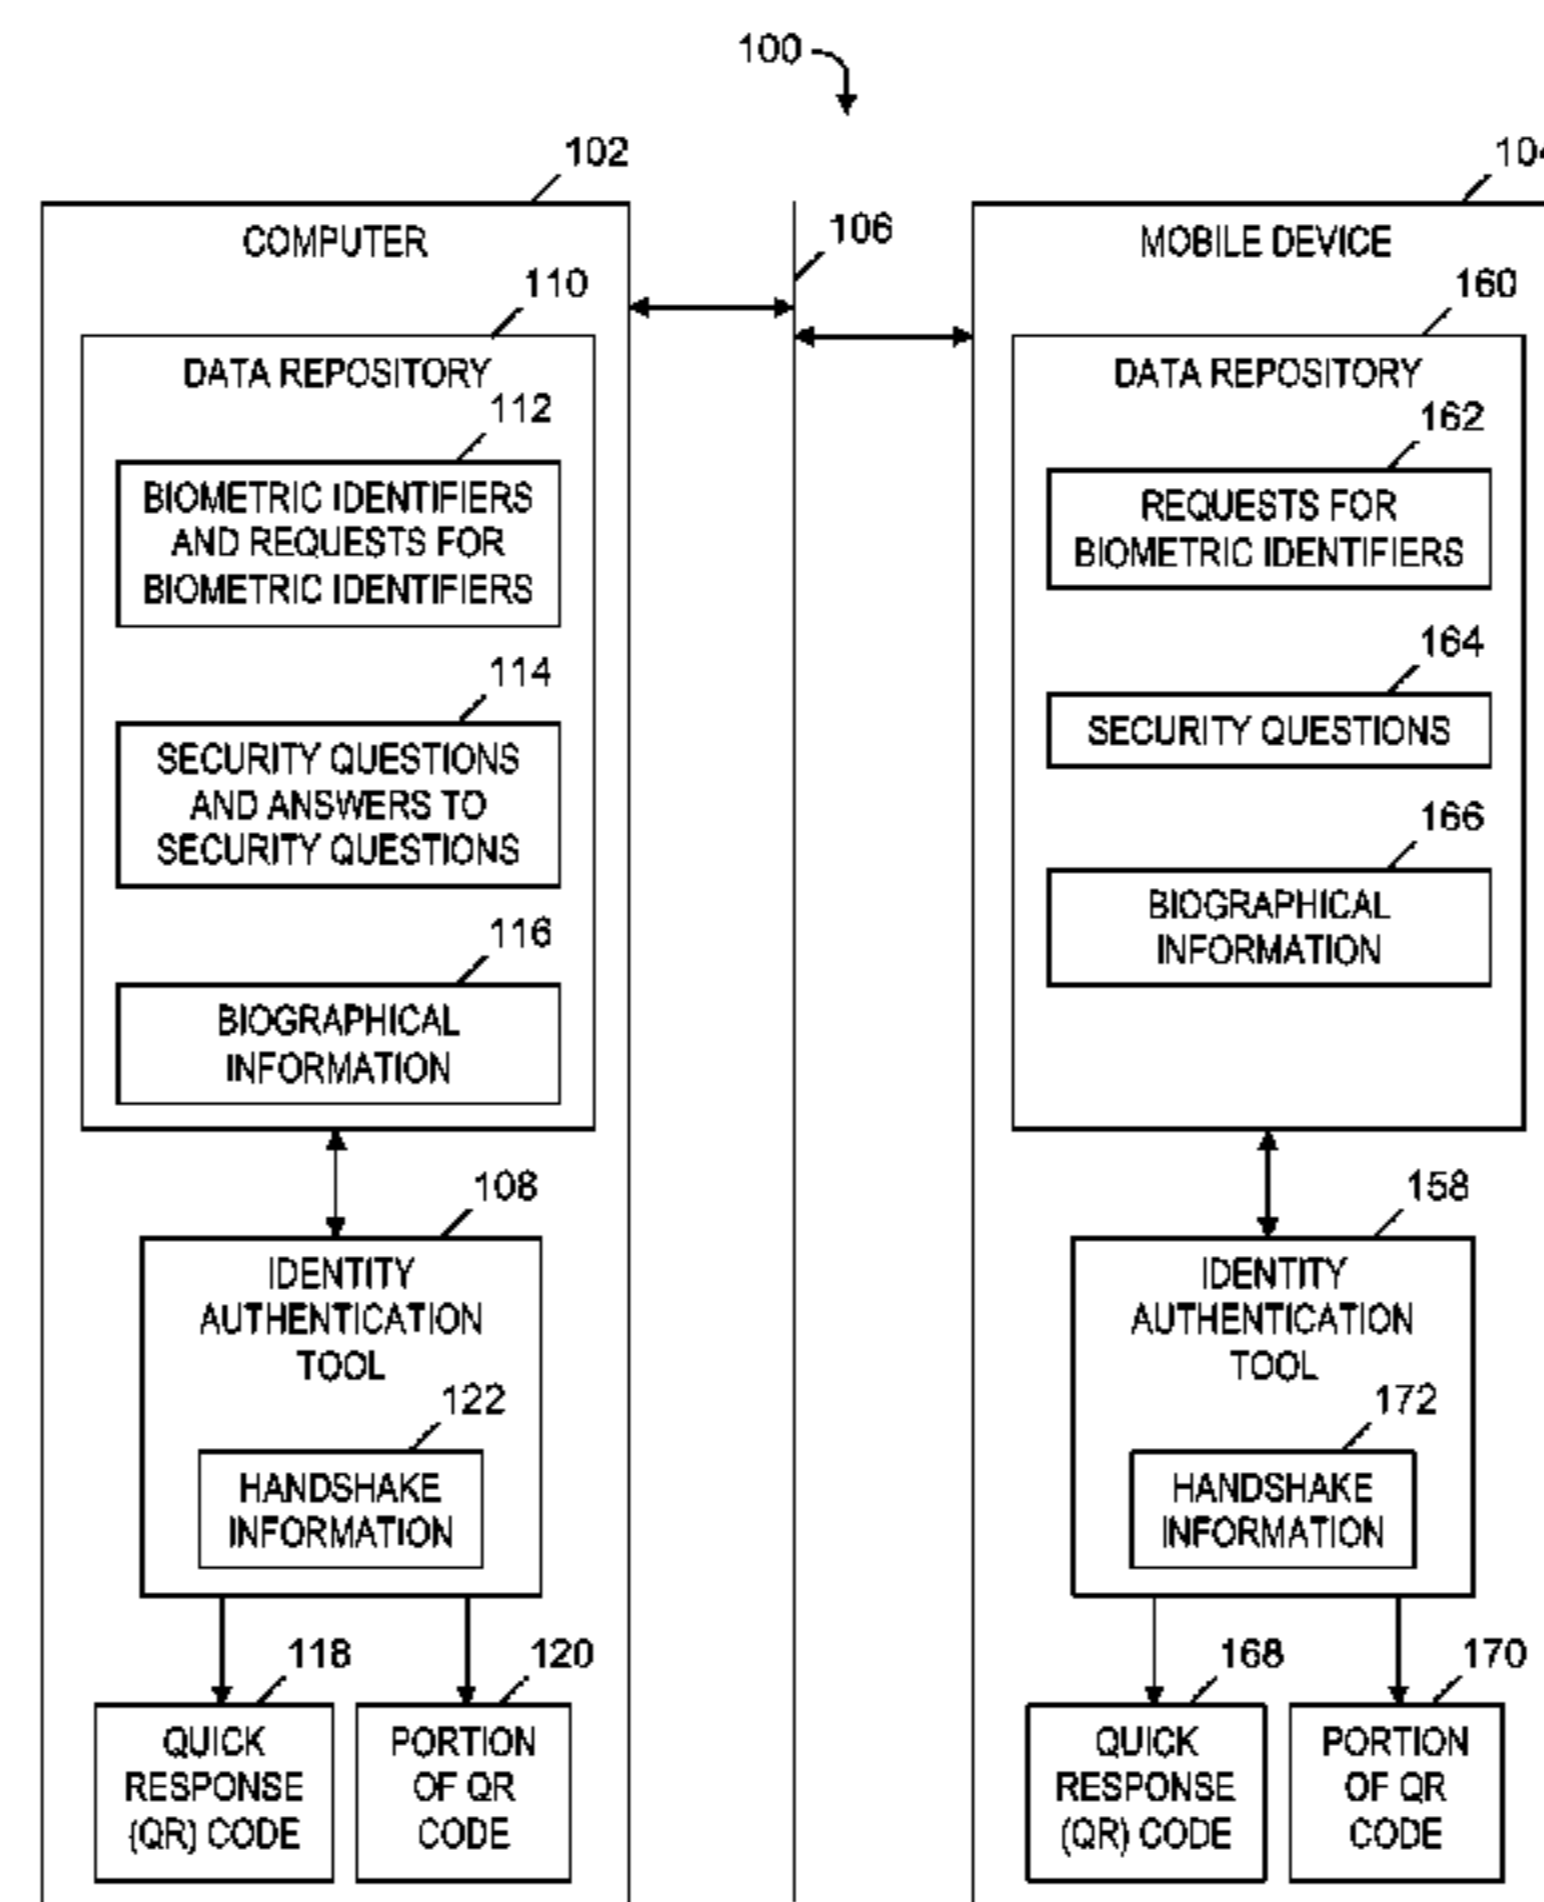 100
102
COMPUTER
110
DATA REPOSITORY
112
BIOMETRIC IDENTIFIERS
AND REQUESTS FOR
BIOMETRIC IDENTIFIERS
114
SECURITY QUESTIONS
AND ANSWERS TO
SECURITY QUESTIONS
116
BIOGRAPHICAL
INFORMATION
108
IDENTITY
AUTHENTICATION
TOOL
122
HANDSHAKE
INFORMATION
118
QUICK
RESPONSE
(QR) CODE
120
PORTION
OF QR
CODE
106
104
MOBILE DEVICE
160
DATA REPOSITORY
162
REQUESTS FOR
BIOMETRIC IDENTIFIERS
164
SECURITY QUESTIONS
166
BIOGRAPHICAL
INFORMATION
158
IDENTITY
AUTHENTICATION
TOOL
172
HANDSHAKE
INFORMATION
168
QUICK
RESPONSE
(QR) CODE
170
PORTION
OF QR
CODE